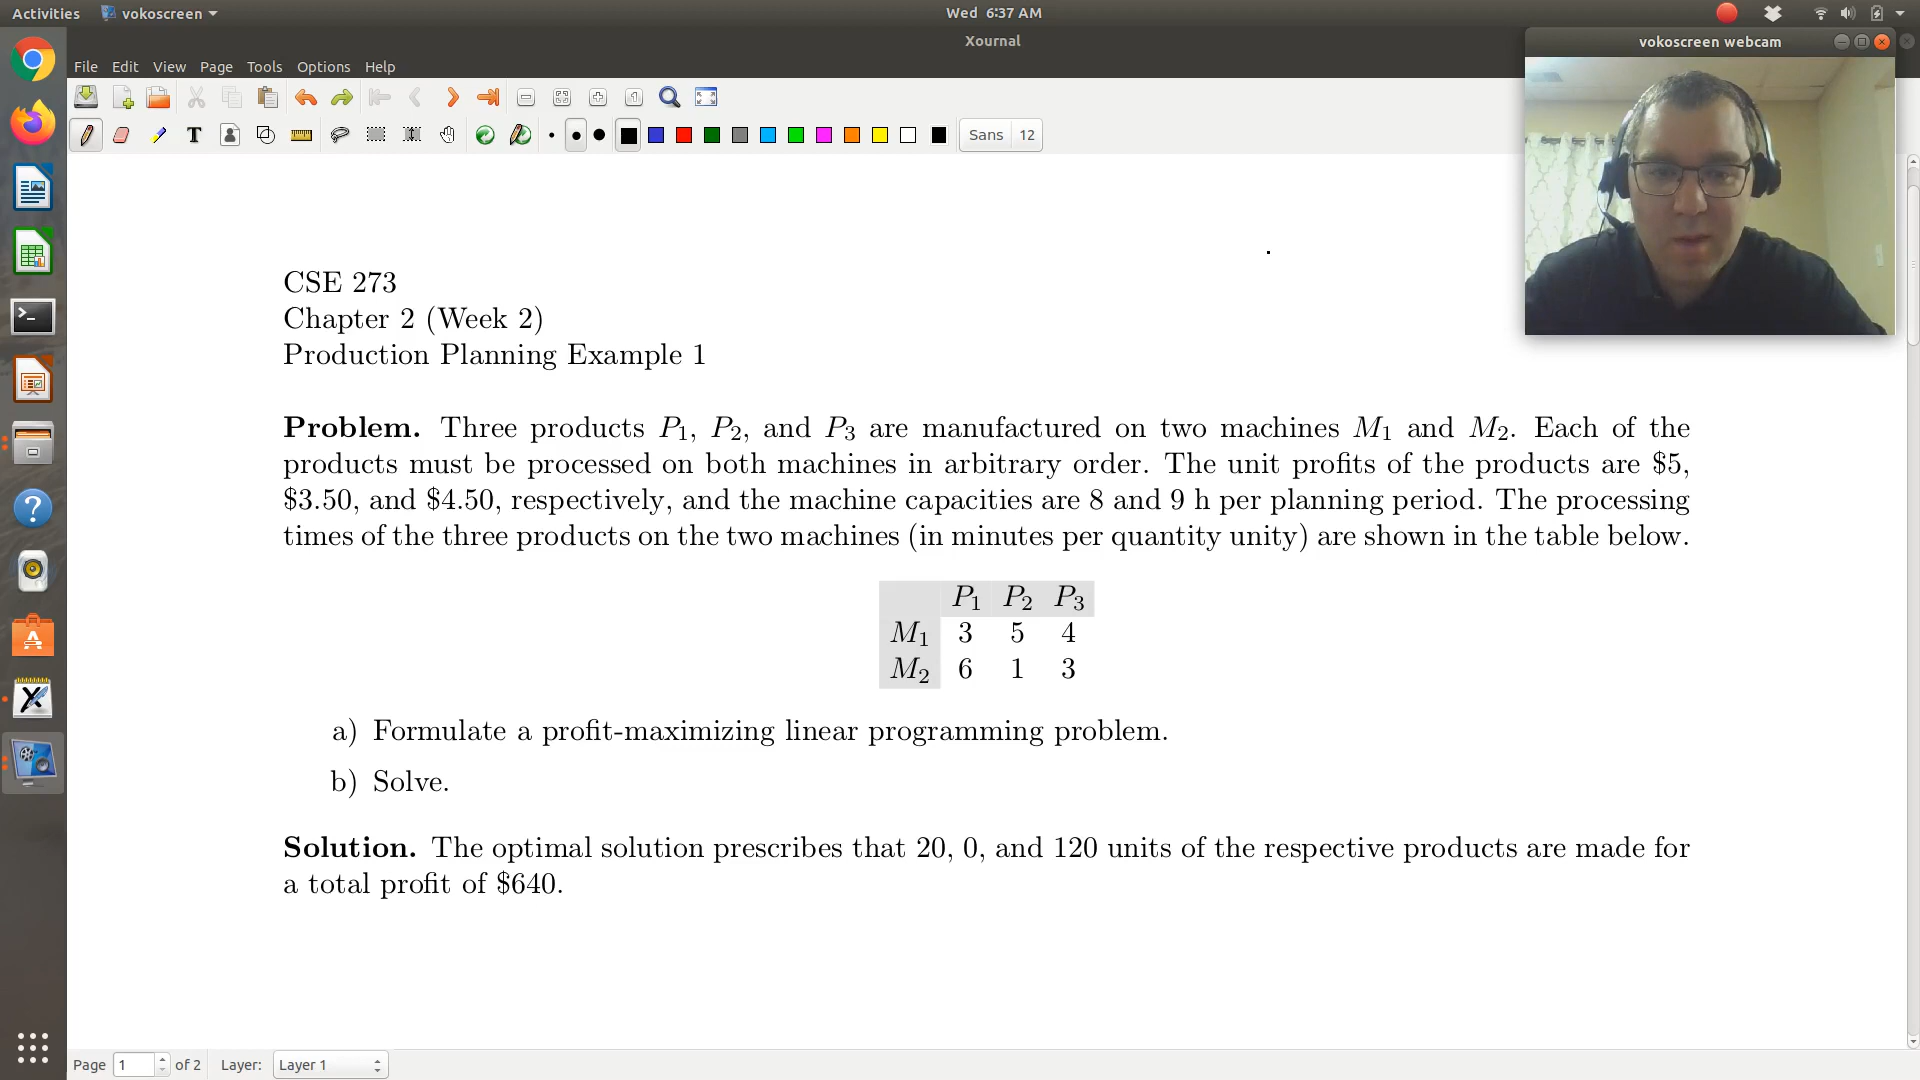 Activities vokoscreen Wed 6:37 AM
Xournal
vokoscreen webcam
File Edit View Page Tools Options Help
T Sans 12
CSE 273
Chapter 2 (Week 2)
Production Planning Example 1
Problem. Three products P1, P2, and P3 are manufactured on two machines M1 and M2. Each of the
products must be processed on both machines in arbitrary order. The unit profits of the products are $5,
$3.50, and $4.50, respectively, and the machine capacities are 8 and 9 h per planning period. The processing
times of the three products on the two machines (in minutes per quantity unity) are shown in the table below.
P1 P2 P3
M1 3 5 4
M2 6 1 3
a) Formulate a profit-maximizing linear programming problem.
b) Solve.
Solution. The optimal solution prescribes that 20, 0, and 120 units of the respective products are made for
a total profit of $640.
Page 1 of 2 Layer: Layer 1